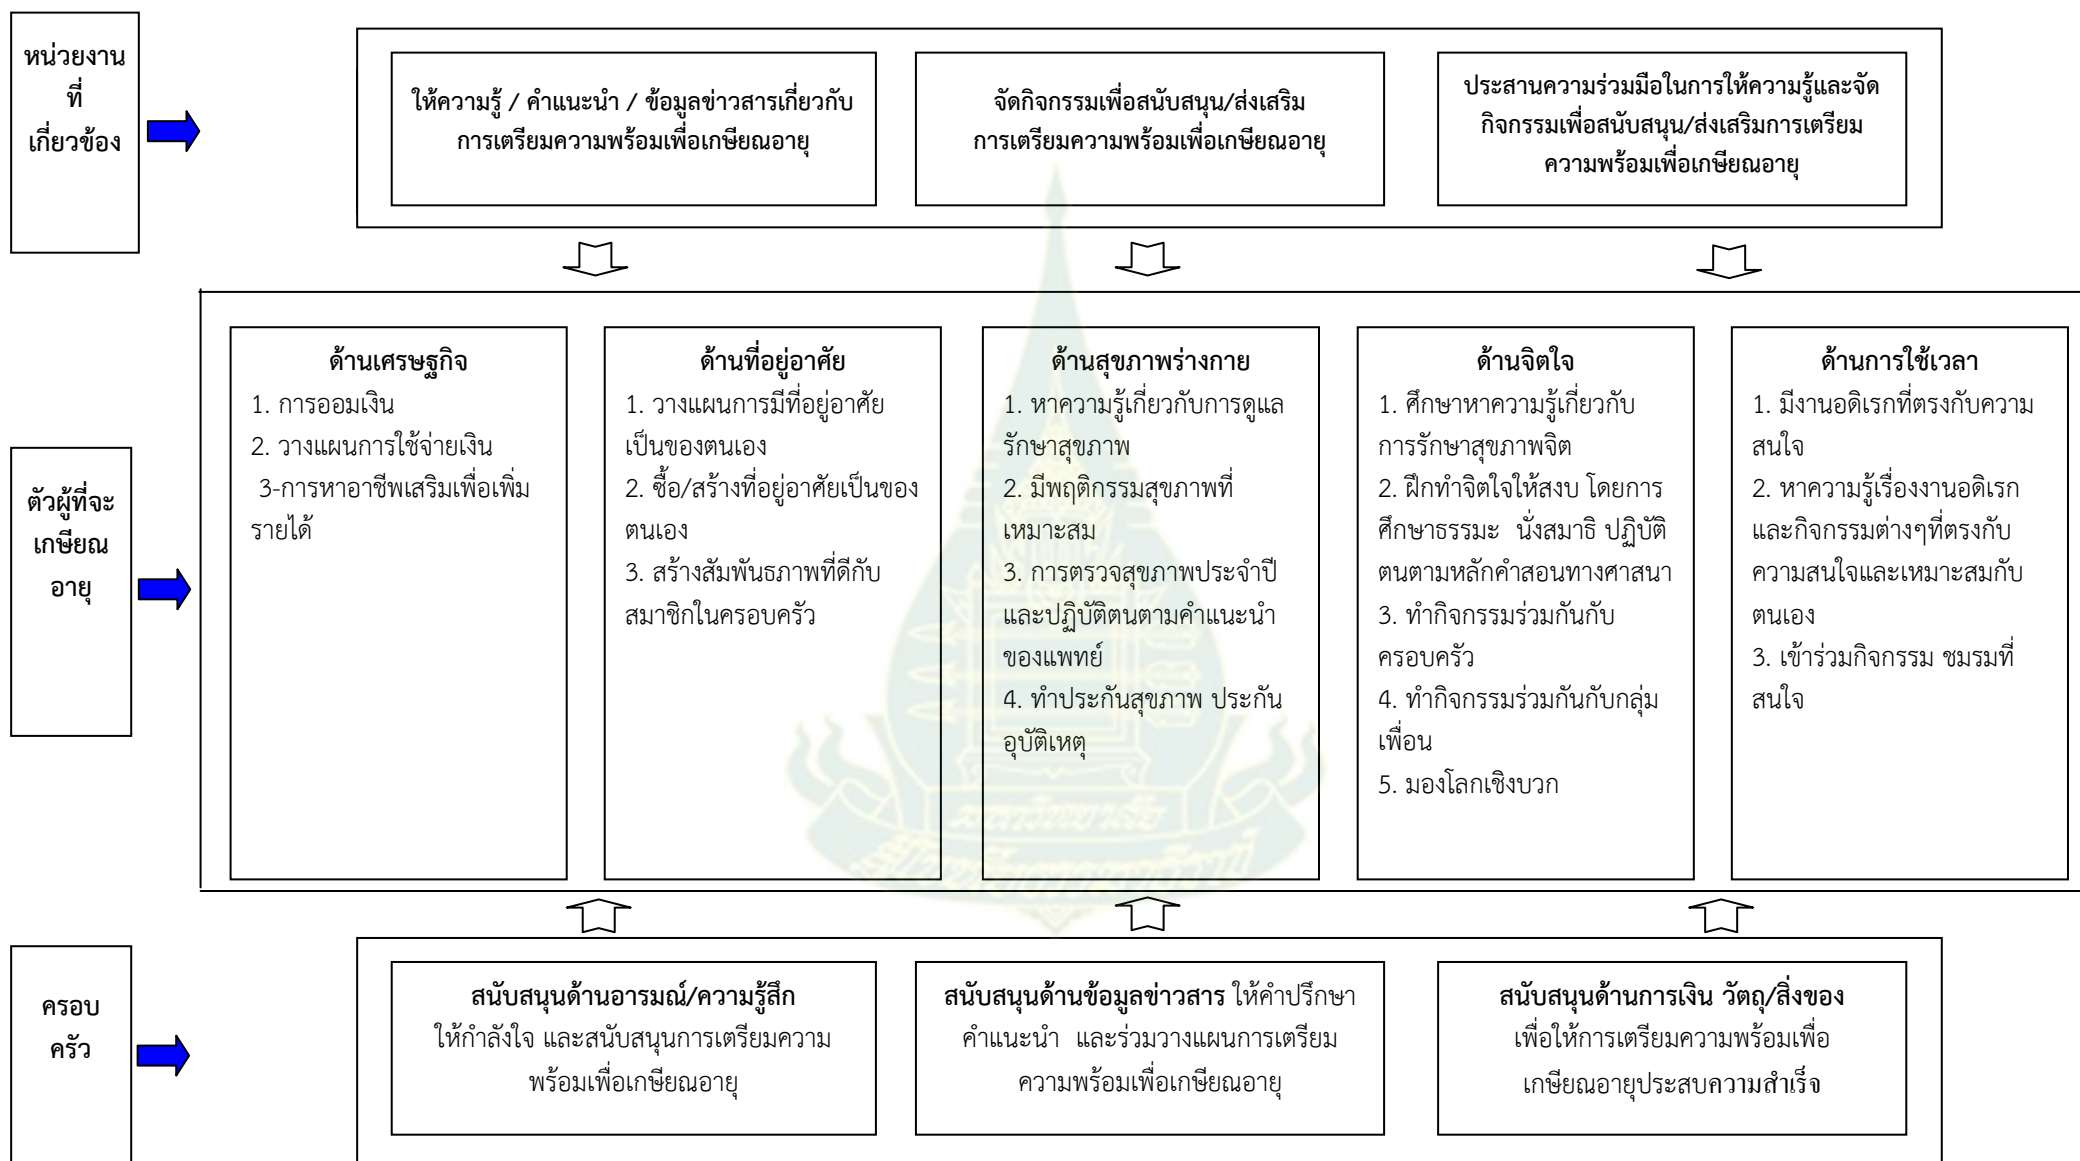 หน่วยงาน
ที่
เกี่ยวข้อง
ให้ความรู้ / คำแนะนำ / ข้อมูลข่าวสารเกี่ยวกับ
การเตรียมความพร้อมเพื่อเกษียณอายุ
จัดกิจกรรมเพื่อสนับสนุน/ส่งเสริม
การเตรียมความพร้อมเพื่อเกษียณอายุ
ประสานความร่วมมือในการให้ความรู้และจัด
กิจกรรมเพื่อสนับสนุน/ส่งเสริมการเตรียม
ความพร้อมเพื่อเกษียณอายุ
ตัวผู้ที่จะ
เกษียณ
อายุ
ด้านเศรษฐกิจ
1. การออมเงิน
2. วางแผนการใช้จ่ายเงิน
3-การหาอาชีพเสริมเพื่อเพิ่ม
รายได้
ด้านที่อยู่อาศัย
1. วางแผนการมีที่อยู่อาศัย
เป็นของตนเอง
2. ซื้อ/สร้างที่อยู่อาศัยเป็นของ
ตนเอง
3. สร้างสัมพันธภาพที่ดีกับ
สมาชิกในครอบครัว
ด้านสุขภาพร่างกาย
1. หาความรู้เกี่ยวกับการดูแล
รักษาสุขภาพ
2. มีพฤติกรรมสุขภาพที่
เหมาะสม
3. การตรวจสุขภาพประจำปี
และปฏิบัติตนตามคำแนะนำ
ของแพทย์
4. ทำประกันสุขภาพ ประกัน
อุบัติเหตุ
ด้านจิตใจ
1. ศึกษาหาความรู้เกี่ยวกับ
การรักษาสุขภาพจิต
2. ฝึกทำจิตใจให้สงบ โดยการ
ศึกษาธรรมะ นั่งสมาธิ ปฏิบัติ
ตนตามหลักคำสอนทางศาสนา
3. ทำกิจกรรมร่วมกันกับ
ครอบครัว
4. ทำกิจกรรมร่วมกันกับกลุ่ม
เพื่อน
5. มองโลกเชิงบวก
ด้านการใช้เวลา
1. มีงานอดิเรกที่ตรงกับความ
สนใจ
2. หาความรู้เรื่องงานอดิเรก
และกิจกรรมต่างๆที่ตรงกับ
ความสนใจและเหมาะสมกับ
ตนเอง
3. เข้าร่วมกิจกรรม ชมรมที่
สนใจ
ครอบ
ครัว
สนับสนุนด้านอารมณ์/ความรู้สึก
ให้กำลังใจ และสนับสนุนการเตรียมความ
พร้อมเพื่อเกษียณอายุ
สนับสนุนด้านข้อมูลข่าวสาร ให้คำปรึกษา
คำแนะนำ และร่วมวางแผนการเตรียม
ความพร้อมเพื่อเกษียณอายุ
สนับสนุนด้านการเงิน วัตถุ/สิ่งของ
เพื่อให้การเตรียมความพร้อมเพื่อ
เกษียณอายุประสบความสำเร็จ